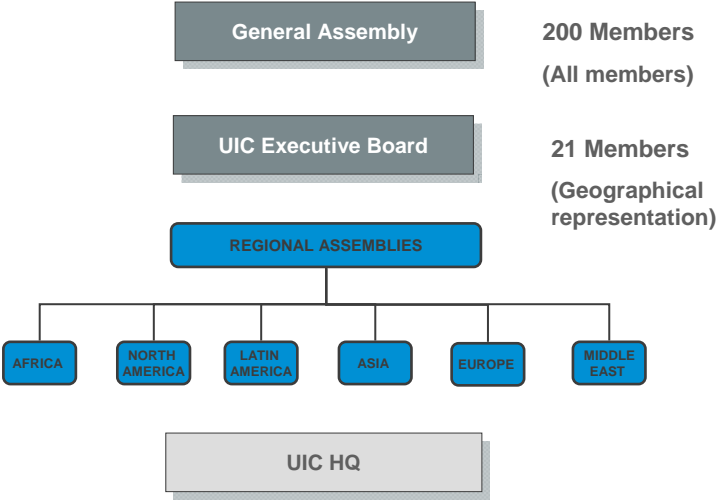 General Assembly
200 Members
(All members)
UIC Executive Board
21 Members
(Geographical
representation)
REGIONAL ASSEMBLIES
AFRICA
NORTH
AMERICA
LATIN
AMERICA
ASIA
EUROPE
MIDDLE
EAST
UIC HQ